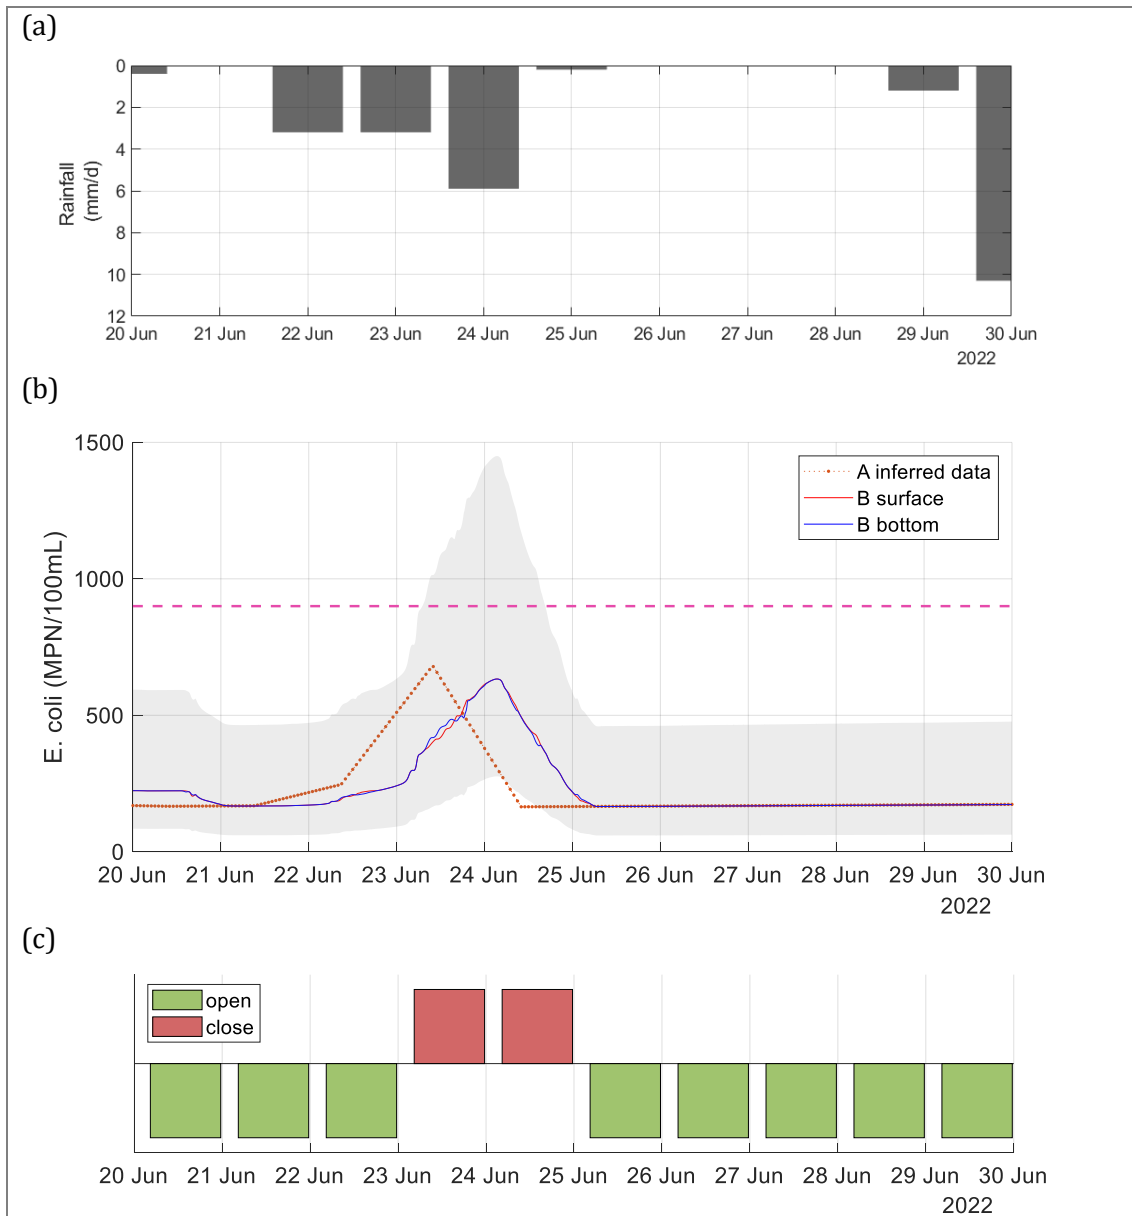 (a)
0
2
4
6
8
10
12
Rainfall
(mm/d)
20 Jun 21 Jun 22 Jun 23 Jun 24 Jun 25 Jun 26 Jun 27 Jun 28 Jun 29 Jun 30 Jun
2022
(b)
1500
1000
500
0
E. coli (MPN/100mL)
A inferred data
B surface
B bottom
20 Jun 21 Jun 22 Jun 23 Jun 24 Jun 25 Jun 26 Jun 27 Jun 28 Jun 29 Jun 30 Jun
2022
(c)
open
close
20 Jun 21 Jun 22 Jun 23 Jun 24 Jun 25 Jun 26 Jun 27 Jun 28 Jun 29 Jun 30 Jun
2022